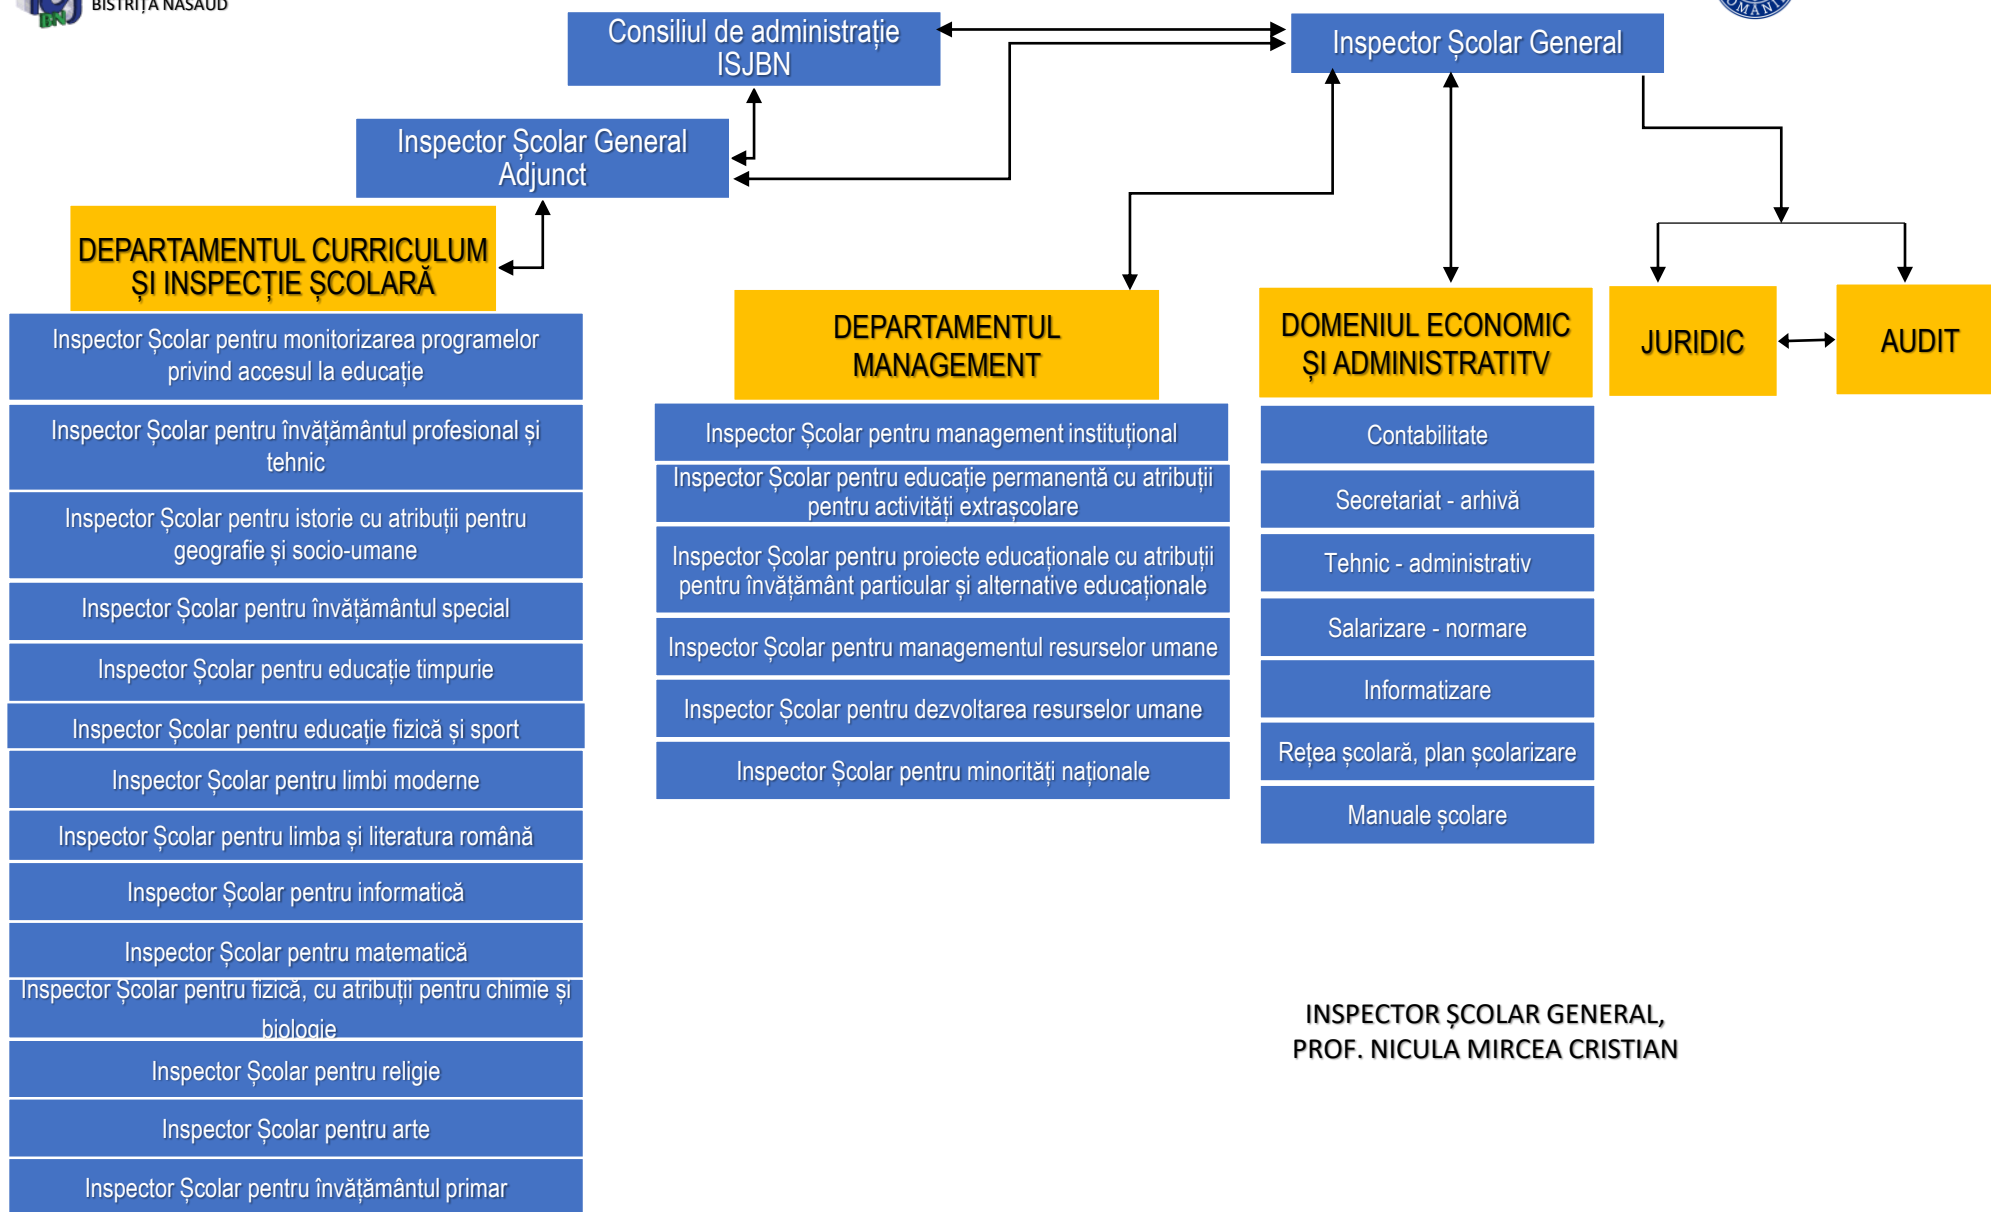 BISTRIȚA NĂSĂUD
BN
Consiliul de administrație
ISJBN
Inspector Școlar General
Inspector Școlar General
Adjunct
DEPARTAMENTUL CURRICULUM
ȘI INSPECȚIE ȘCOLARĂ
Inspector Școlar pentru monitorizarea programelor
privind accesul la educație
Inspector Școlar pentru învățământul profesional și
tehnic
Inspector Școlar pentru istorie cu atribuții pentru
geografie și socio-umane
Inspector Școlar pentru învățământul special
Inspector Școlar pentru educație timpurie
Inspector Școlar pentru educație fizică și sport
Inspector Școlar pentru limbi moderne
Inspector Școlar pentru limba și literatura română
Inspector Școlar pentru informatică
Inspector Școlar pentru matematică
Inspector Școlar pentru fizică, cu atribuții pentru chimie și
biologie
Inspector Școlar pentru religie
Inspector Școlar pentru arte
Inspector Școlar pentru învățământul primar
DEPARTAMENTUL
MANAGEMENT
Inspector Școlar pentru management instituțional
Inspector Școlar pentru educație permanentă cu atribuții
pentru activități extrașcolare
Inspector Școlar pentru proiecte educaționale cu atribuții
pentru învățământ particular și alternative educaționale
Inspector Școlar pentru managementul resurselor umane
Inspector Școlar pentru dezvoltarea resurselor umane
Inspector Școlar pentru minorități naționale
DOMENIUL ECONOMIC
ȘI ADMINISTRATITV
Contabilitate
Secretariat - arhivă
Tehnic - administrativ
Salarizare - normare
Informatizare
Rețea școlară, plan școlarizare
Manuale școlare
JURIDIC
AUDIT
INSPECTOR ȘCOLAR GENERAL,
PROF. NICULA MIRCEA CRISTIAN